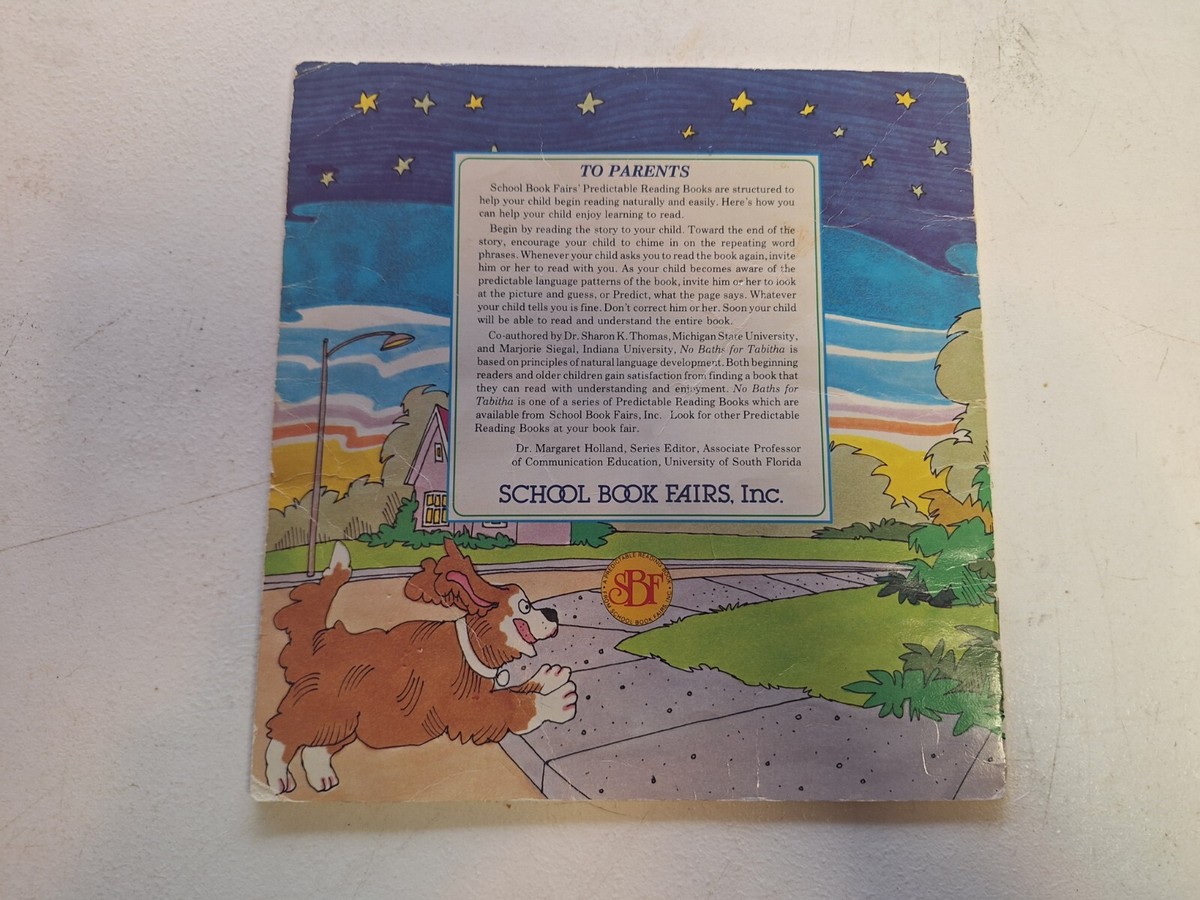 TO PARENTS
School Book Fairs' Predictable Reading Books are structured to
help your child begin reading naturally and easily. Here's how you
can help your child enjoy learning to read.
Begin by reading the story to your child. Toward the end of the
story, encourage your child to chime in on the repeating word
phrases. Whenever your child asks you to read the book again, invite
him or her to read with you. As your child becomes aware of the
predictable language patterns of the book, invite him or her to look
at the picture and guess, or Predict, what the page says. Whatever
your child tells you is fine. Don't correct him or her. Soon your child
will be able to read and understand the entire book.
Co-authored by Dr. Sharon K. Thomas, Michigan State University,
and Marjorie Siegal, Indiana University, No Baths for Tabitha is
based on principles of natural language development. Both beginning
readers and older children gain satisfaction from finding a book that
they can read with understanding and enjoyment. No Baths for
Tabitha is one of a series of Predictable Reading Books which are
available from School Book Fairs, Inc. Look for other Predictable
Reading Books at your book fair.
Dr. Margaret Holland, Series Editor, Associate Professor
of Communication Education, University of South Florida
SCHOOL BOOK FAIRS, Inc.
A PREDICTABLE READING BOOK
SBF
FROM SCHOOL BOOK FAIRS, INC.